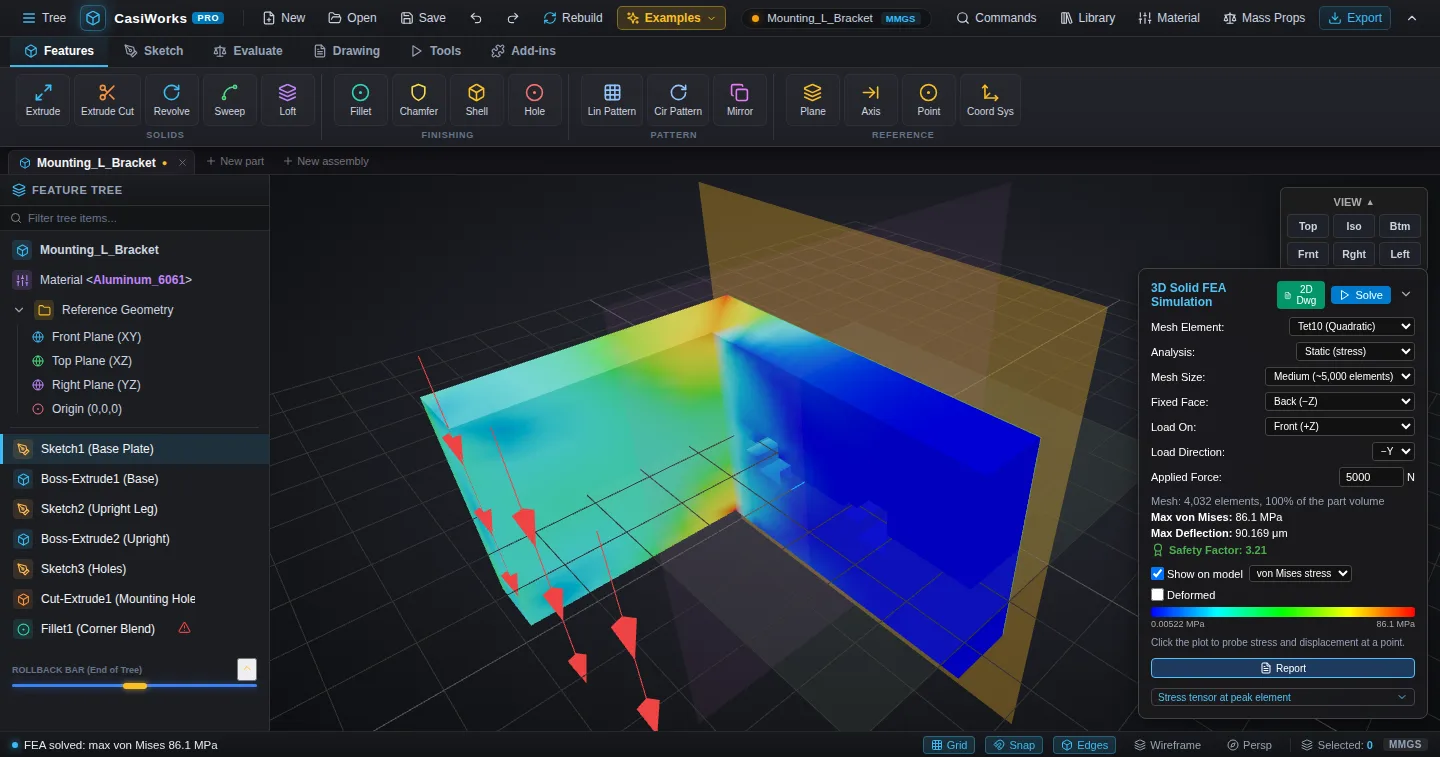 Tree
CasiWorks PRO
New
Open
Save
Rebuild
Examples
Mounting_L_Bracket MMGS
Commands
Library
Material
Mass Props
Export
Features
Sketch
Evaluate
Drawing
Tools
Add-ins
Extrude
Extrude Cut
Revolve
Sweep
Loft
Fillet
Chamfer
Shell
Hole
Lin Pattern
Cir Pattern
Mirror
Plane
Axis
Point
Coord Sys
SOLIDS
FINISHING
PATTERN
REFERENCE
Mounting_L_Bracket
New part
New assembly
FEATURE TREE
Filter tree items...
Mounting_L_Bracket
Material <Aluminum_6061>
Reference Geometry
Front Plane (XY)
Top Plane (XZ)
Right Plane (YZ)
Origin (0,0,0)
Sketch1 (Base Plate)
Boss-Extrude1 (Base)
Sketch2 (Upright Leg)
Boss-Extrude2 (Upright)
Sketch3 (Holes)
Cut-Extrude1 (Mounting Hole
Fillet1 (Corner Blend)
ROLLBACK BAR (End of Tree)
VIEW ▲
Top
Iso
Btm
Frnt
Rght
Left
3D Solid FEA
Simulation
2D
Dwg
Solve
Mesh Element: Tet10 (Quadratic)
Analysis: Static (stress)
Mesh Size: Medium (~5,000 elements)
Fixed Face: Back (−Z)
Load On: Front (+Z)
Load Direction: −Y
Applied Force: 5000 N
Mesh: 4,032 elements, 100% of the part volume
Max von Mises: 86.1 MPa
Max Deflection: 90.169 µm
Safety Factor: 3.21
Show on model von Mises stress
Deformed
0.00522 MPa 86.1 MPa
Click the plot to probe stress and displacement at a point.
Report
Stress tensor at peak element
FEA solved: max von Mises 86.1 MPa
Grid
Snap
Edges
Wireframe
Persp
Selected: 0
MMGS